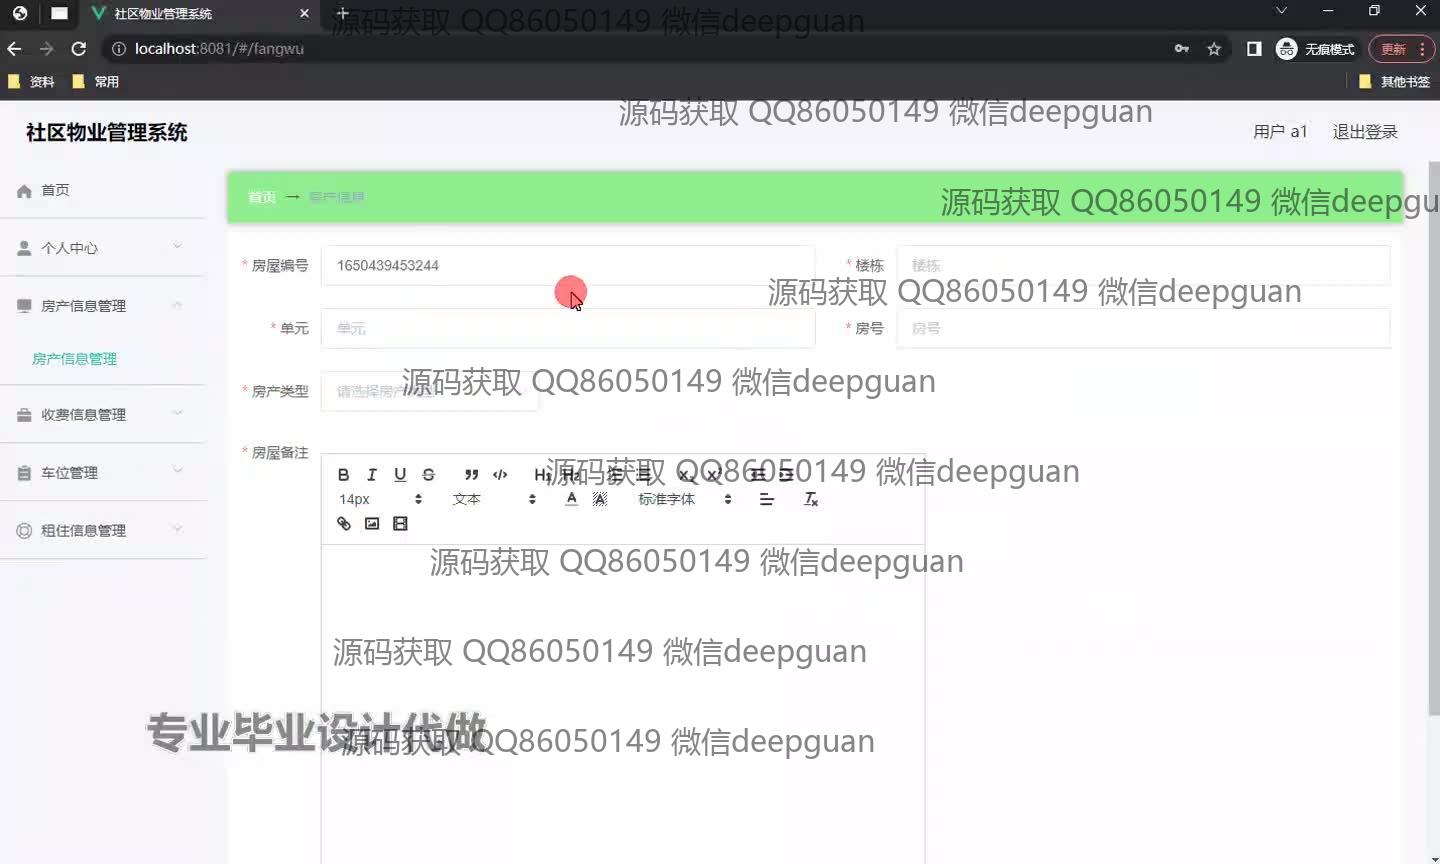 社区物业管理系统
源码获取 QQ86050149 微信deepguan
localhost:8081/#/fangwu
无痕模式
更新
资料
常用
其他书签
源码获取 QQ86050149 微信deepguan
社区物业管理系统
用户 a1
退出登录
首页
首页 → 房产信息
源码获取 QQ86050149 微信deepgu
个人中心
* 房屋编号
1650439453244
* 楼栋
楼栋
源码获取 QQ86050149 微信deepguan
房产信息管理
* 单元
单元
* 房号
房号
房产信息管理
* 房产类型
请选择房产
源码获取 QQ86050149 微信deepguan
收费信息管理
* 房屋备注
B I U S
源码获取 QQ86050149 微信deepguan
车位管理
14px
文本
标准字体
租住信息管理
源码获取 QQ86050149 微信deepguan
源码获取 QQ86050149 微信deepguan
专业毕业设计代做
源码获取 QQ86050149 微信deepguan